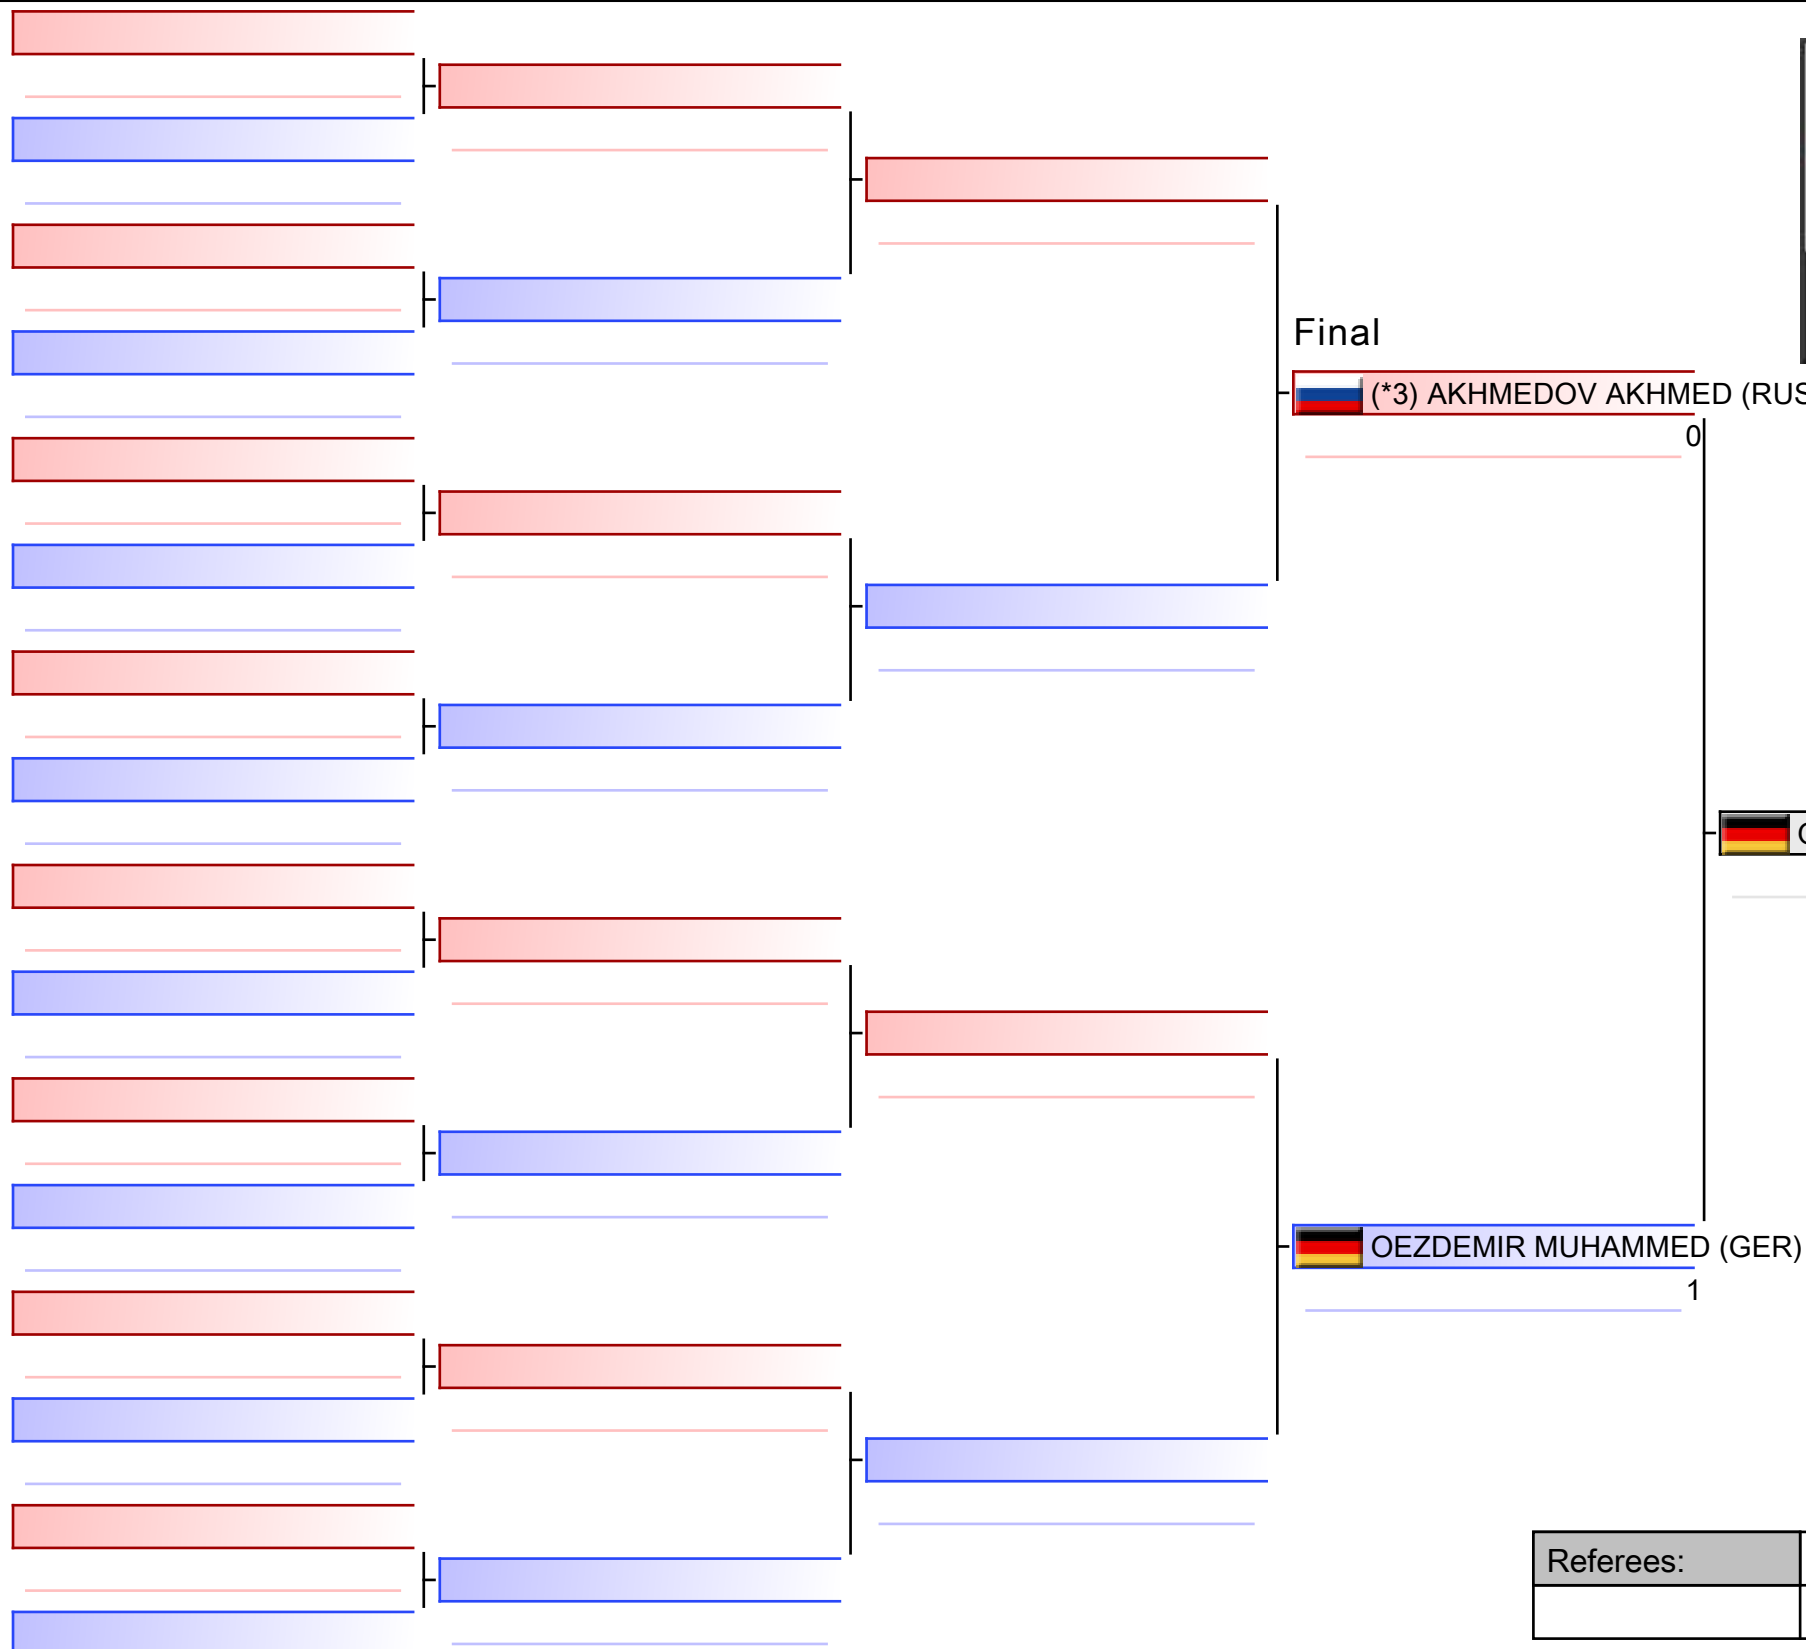 Final
(*3) AKHMEDOV AKHMED (RUS
0
OEZDEMIR MUHAMMED (GER)
1
Referees: